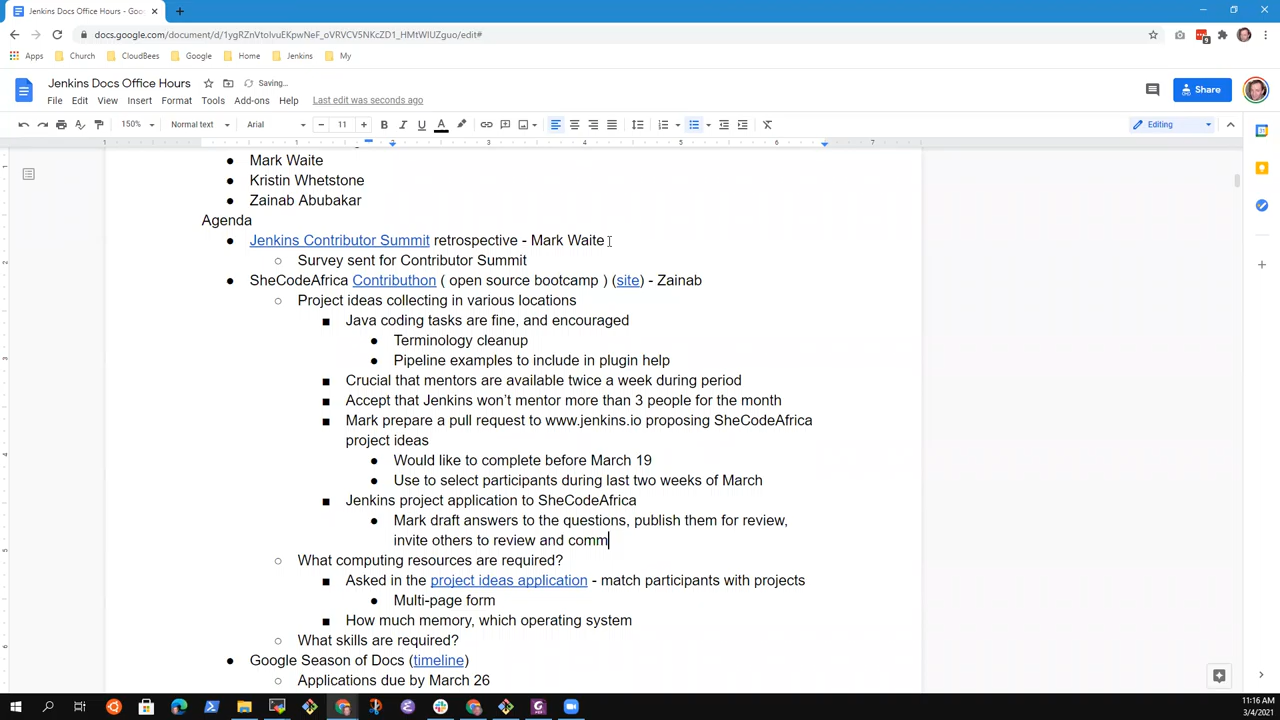 Jenkins Docs Office Hours - Goo
docs.google.com/document/d/1ygRZnVtoIvuEKpwNeF_oVRVCV5NKcZD1_HMtWIUZguo/edit#
Apps Church CloudBees Google Home Jenkins My
Jenkins Docs Office Hours Saving...
File Edit View Insert Format Tools Add-ons Help Last edit was seconds ago
Share
150% Normal text Arial 11 B I U A Editing
1 1 2 3 4 5 6 7
● Mark Waite
● Kristin Whetstone
● Zainab Abubakar
Agenda
● Jenkins Contributor Summit retrospective - Mark Waite
○ Survey sent for Contributor Summit
● SheCodeAfrica Contributhon ( open source bootcamp ) (site) - Zainab
○ Project ideas collecting in various locations
■ Java coding tasks are fine, and encouraged
● Terminology cleanup
● Pipeline examples to include in plugin help
■ Crucial that mentors are available twice a week during period
■ Accept that Jenkins won’t mentor more than 3 people for the month
■ Mark prepare a pull request to www.jenkins.io proposing SheCodeAfrica
project ideas
● Would like to complete before March 19
● Use to select participants during last two weeks of March
■ Jenkins project application to SheCodeAfrica
● Mark draft answers to the questions, publish them for review,
invite others to review and comm
○ What computing resources are required?
■ Asked in the project ideas application - match participants with projects
● Multi-page form
■ How much memory, which operating system
○ What skills are required?
● Google Season of Docs (timeline)
○ Applications due by March 26
11:16 AM
3/4/2021